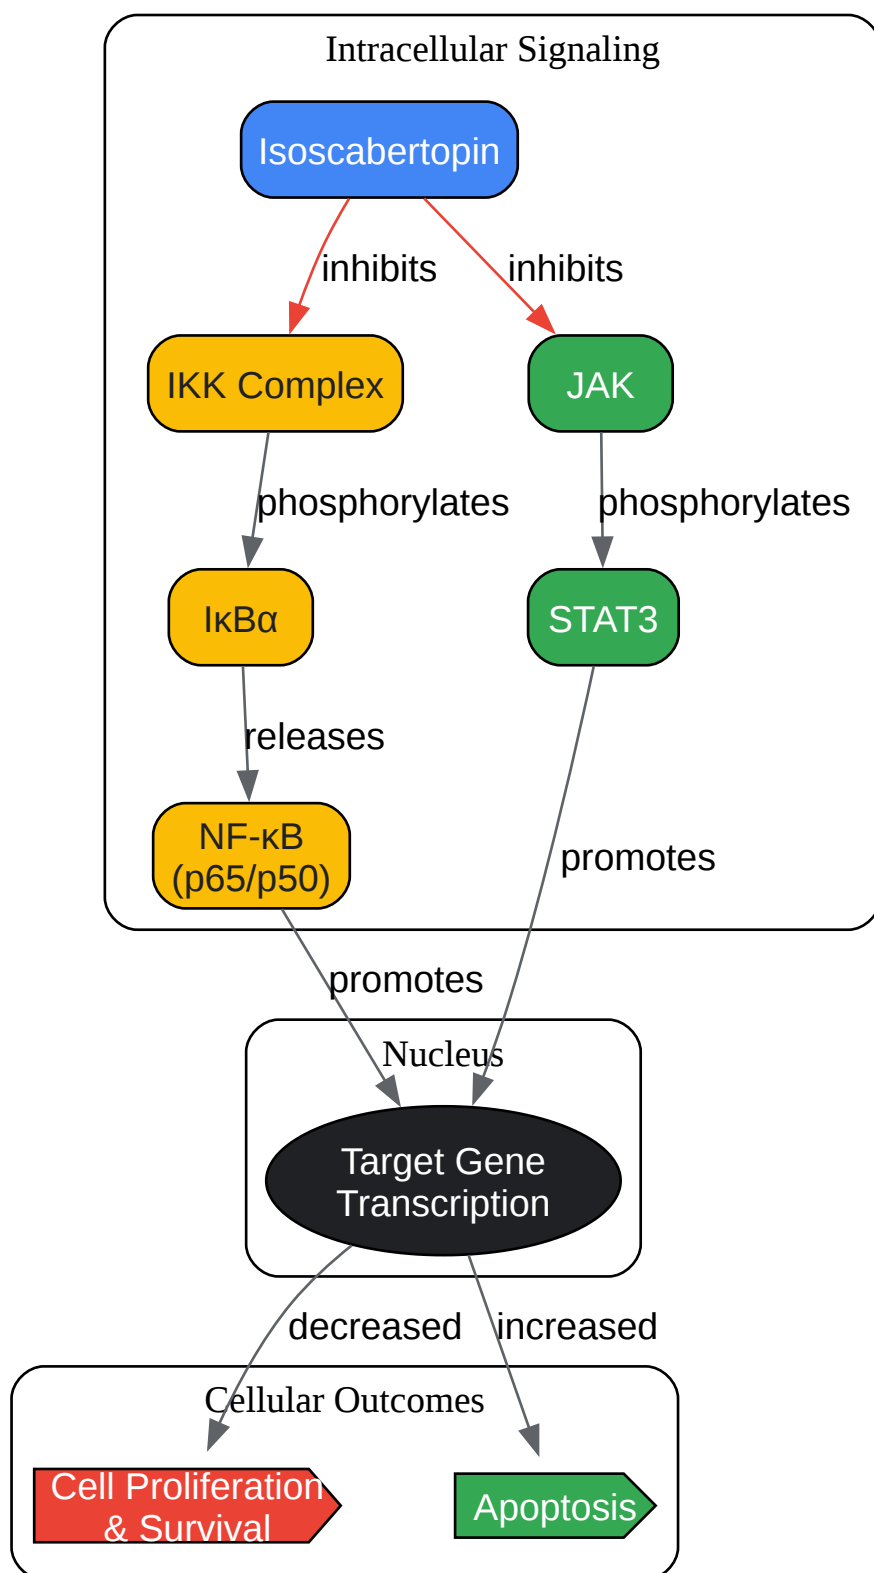 Intracellular Signaling
Isoscabertopin
inhibits
inhibits
IKK Complex
JAK
phosphorylates
phosphorylates
IκBα
STAT3
releases
NF-κB
(p65/p50)
promotes
promotes
Nucleus
Target Gene
Transcription
decreased
increased
Cellular Outcomes
Cell Proliferation
& Survival
Apoptosis